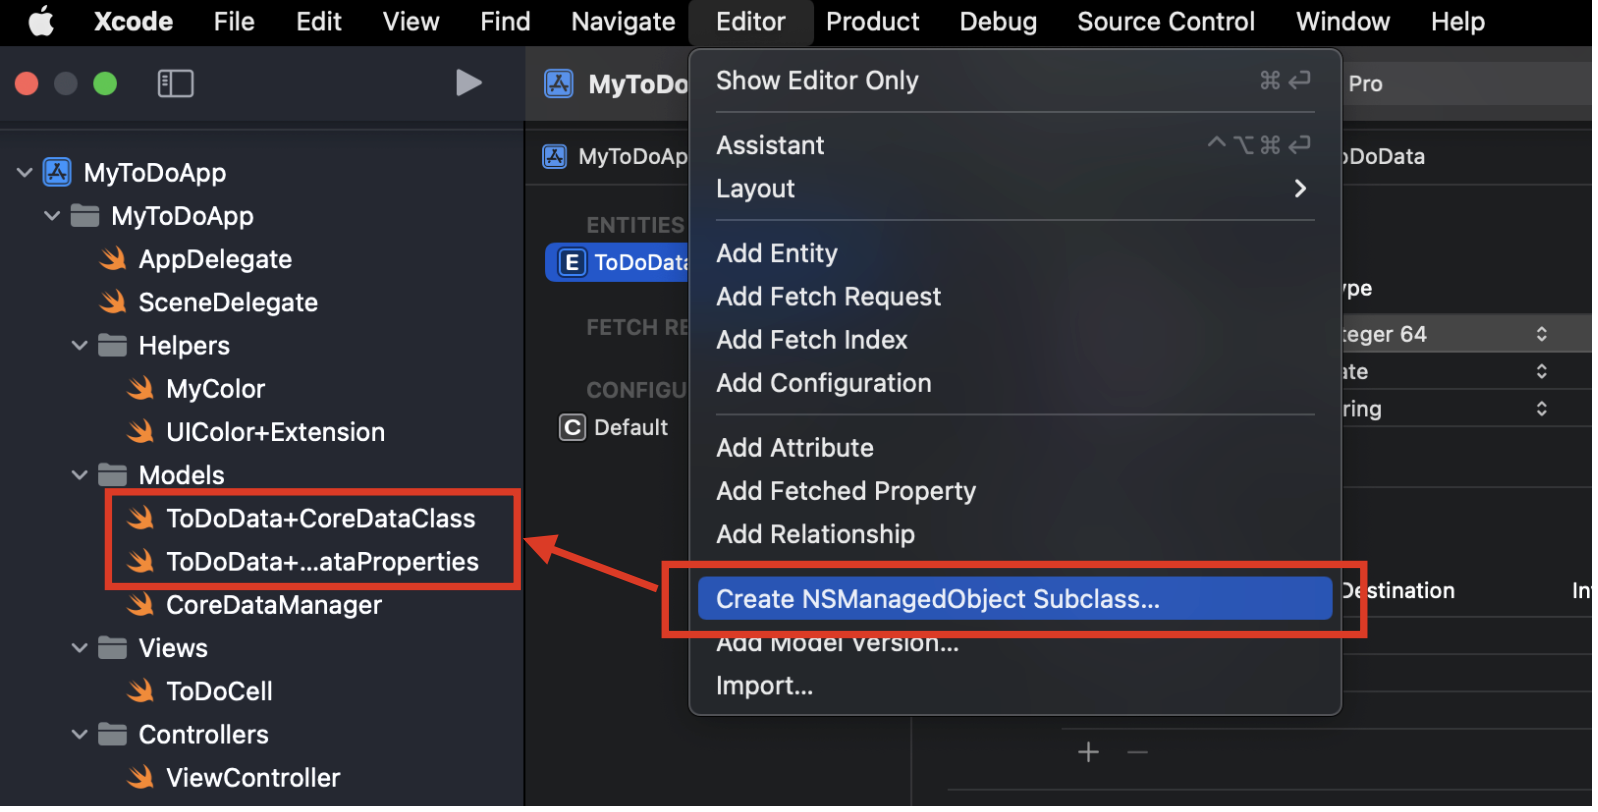 Xcode File Edit View Find Navigate Editor Product Debug Source Control Window Help
MyToDo
Pro
MyToDoApp
MyToDoApp
AppDelegate
SceneDelegate
Helpers
MyColor
UIColor+Extension
Models
ToDoData+CoreDataClass
ToDoData+...ataProperties
CoreDataManager
Views
ToDoCell
Controllers
ViewController
MyToDoAp
ENTITIES
E ToDoData
FETCH RE
CONFIGU
C Default
Show Editor Only ⌘ ↩
Assistant ^ ⌥ ⌘ ↩
Layout >
Add Entity
Add Fetch Request
Add Fetch Index
Add Configuration
Add Attribute
Add Fetched Property
Add Relationship
Create NSManagedObject Subclass...
Add Model Version...
Import...
oDoData
ype
teger 64
ate
ring
Destination
In
+ −